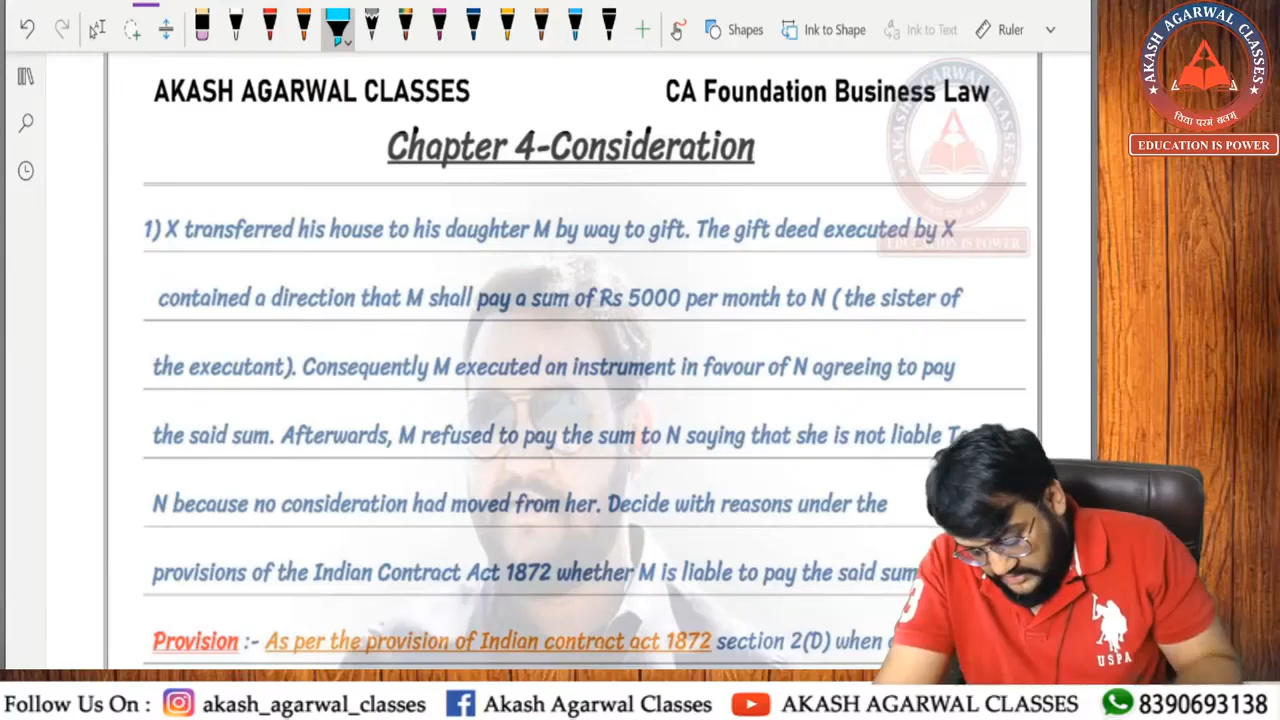 Shapes
Ink to Shape
Ink to Text
Ruler
AKASH AGARWAL CLASSES
विद्या परमं बलम्
EDUCATION IS POWER
AKASH AGARWAL CLASSES
CA Foundation Business Law
Chapter 4-Consideration
1) X transferred his house to his daughter M by way to gift. The gift deed executed by X
EDUCATION IS POWER
contained a direction that M shall pay a sum of Rs 5000 per month to N ( the sister of
the executant). Consequently M executed an instrument in favour of N agreeing to pay
the said sum. Afterwards, M refused to pay the sum to N saying that she is not liable
N because no consideration had moved from her. Decide with reasons under the
provisions of the Indian Contract Act 1872 whether M is liable to pay the said sum
Provision :- As per the provision of Indian contract act 1872 section 2(D) when
3
USPA
Follow Us On : akash_agarwal_classes Akash Agarwal Classes AKASH AGARWAL CLASSES 8390693138